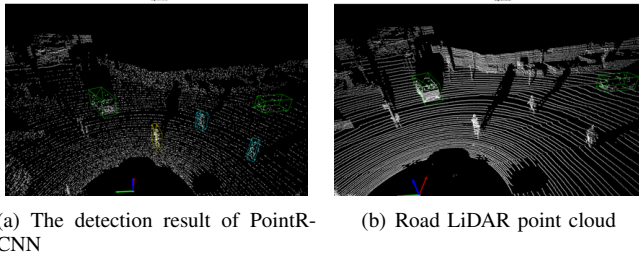 (a) The detection result of PointR-
CNN
(b) Road LiDAR point cloud